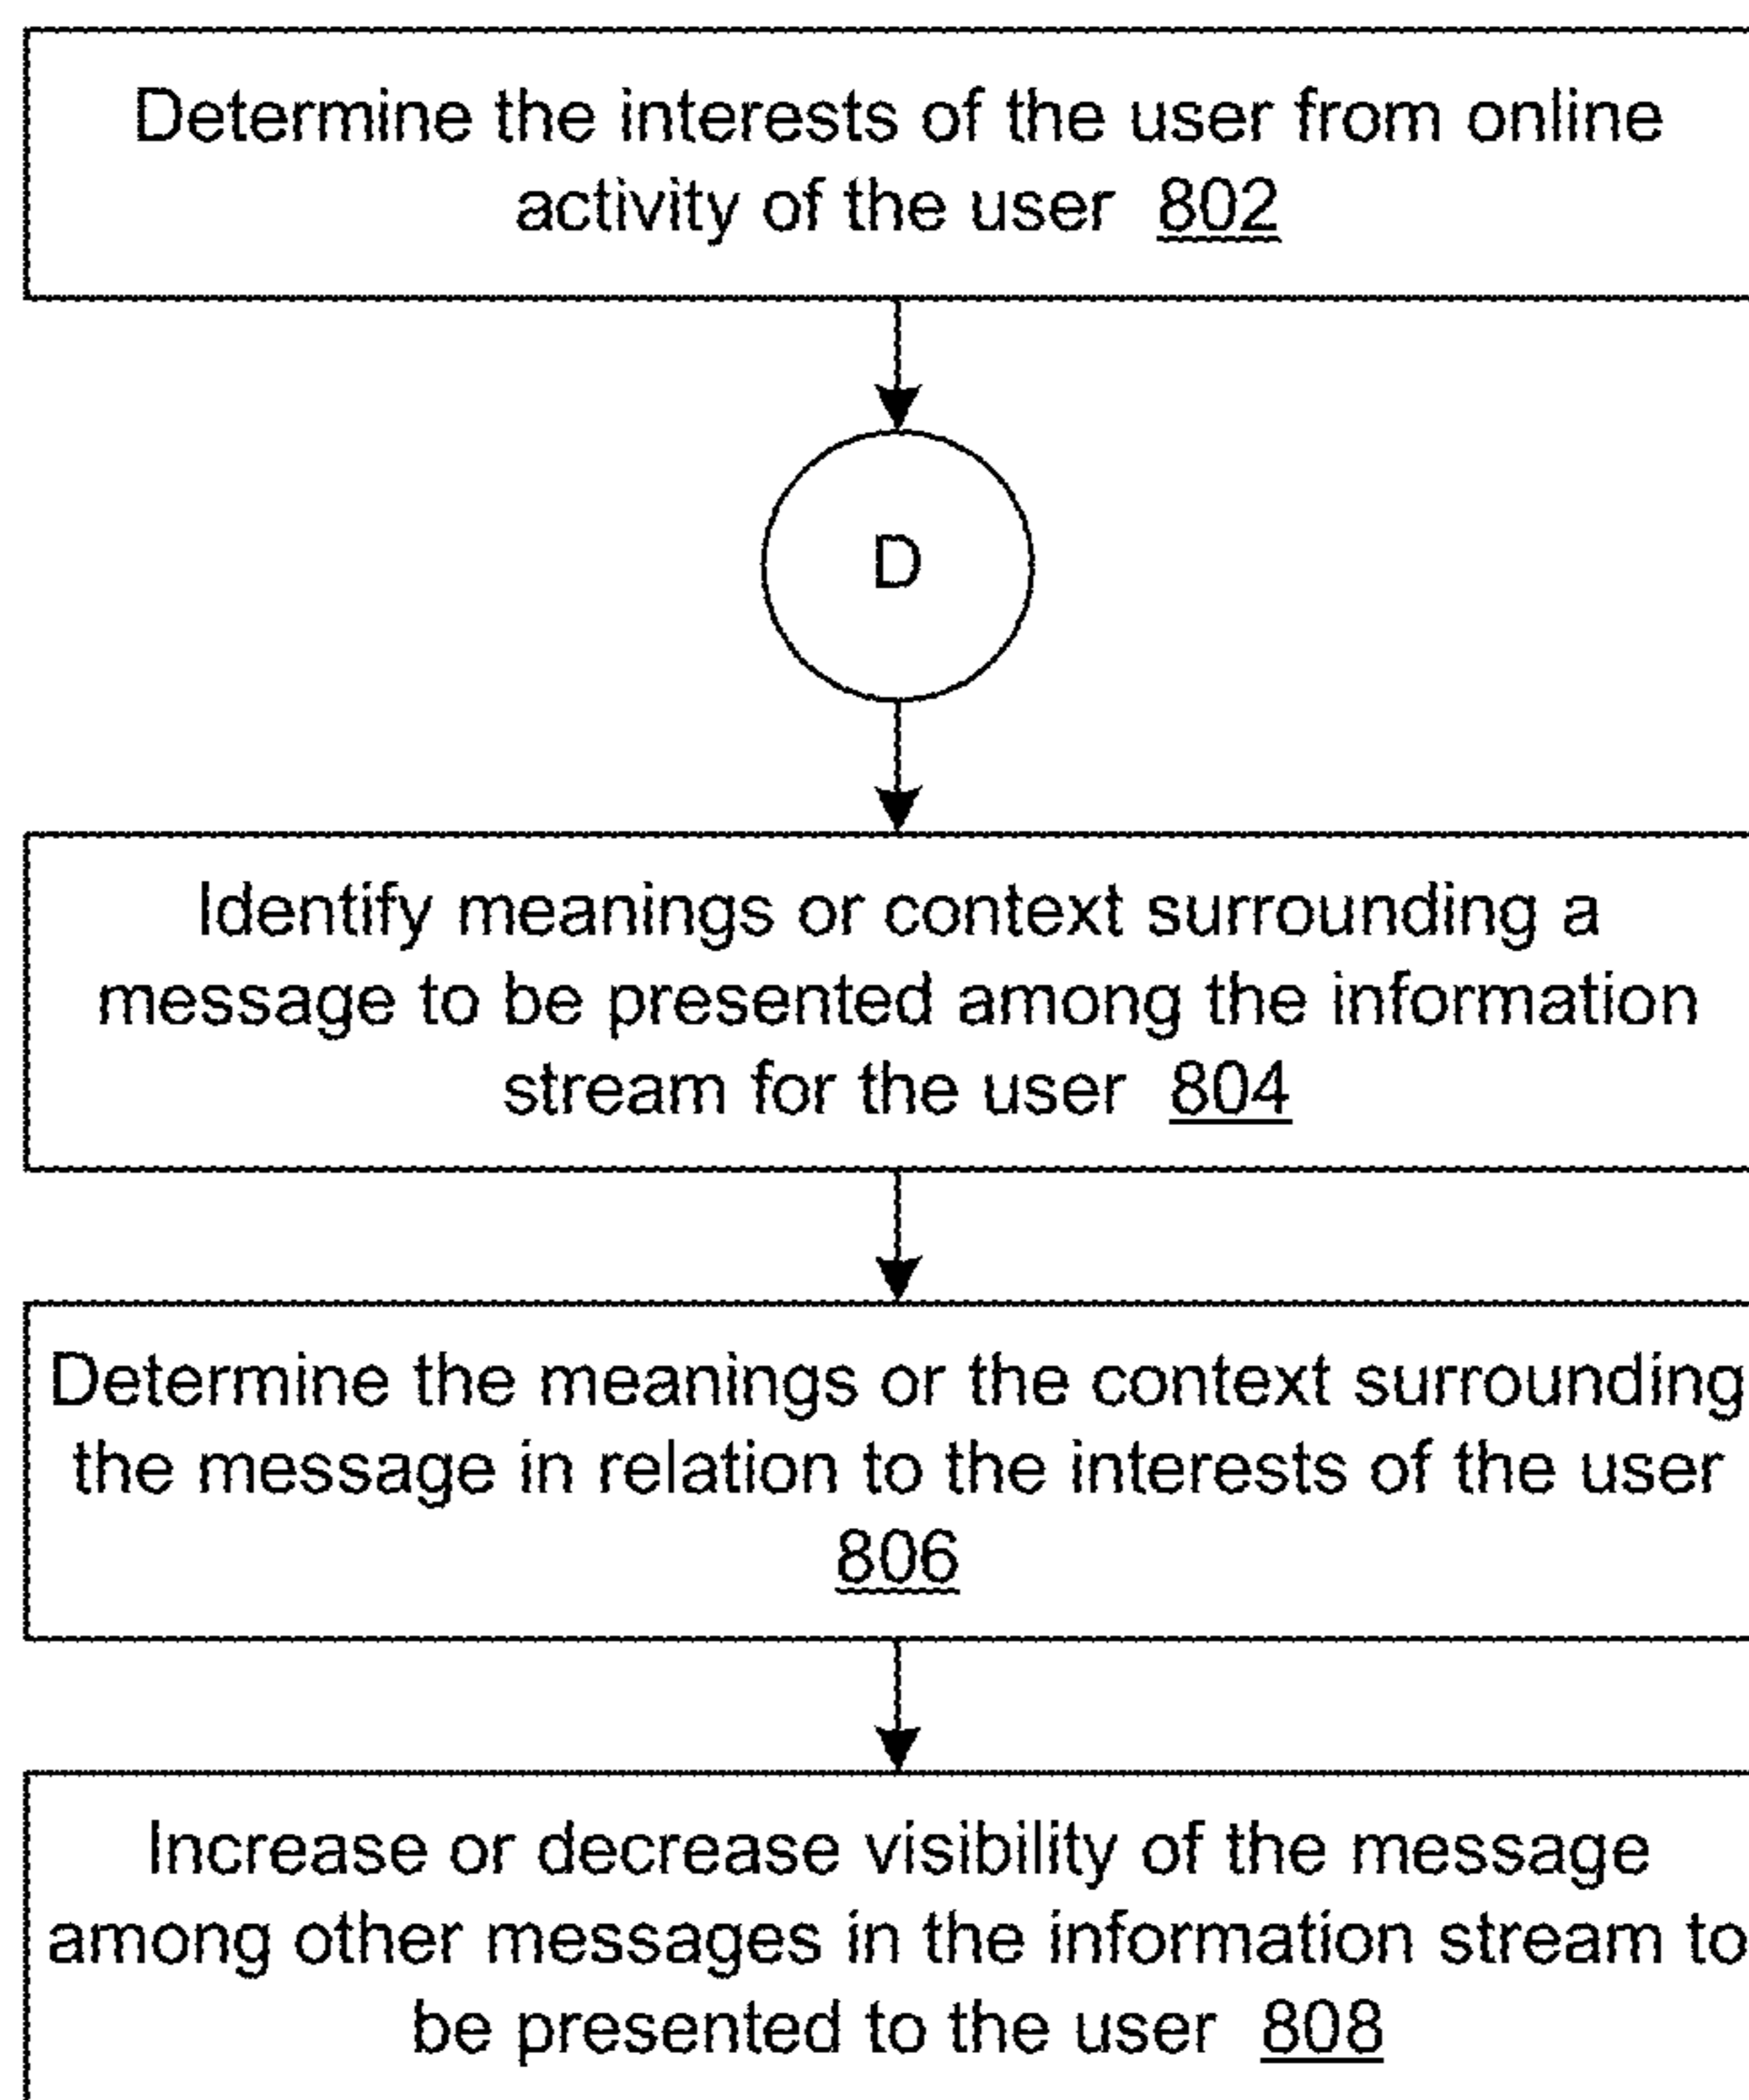 Determine the interests of the user from online
activity of the user 802
D
Identify meanings or context surrounding a
message to be presented among the information
stream for the user 804
Determine the meanings or the context surrounding
the message in relation to the interests of the user
806
Increase or decrease visibility of the message
among other messages in the information stream to
be presented to the user 808